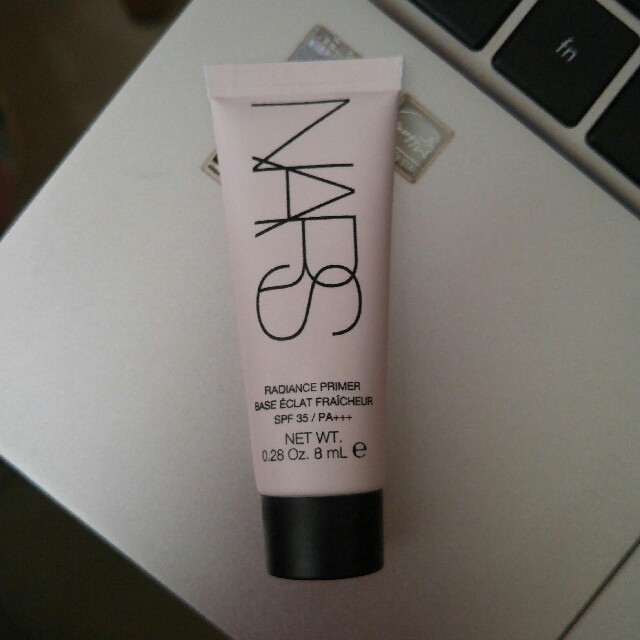 NARS
RADIANCE PRIMER
BASE ÉCLAT FRAÎCHEUR
SPF 35 / PA+++
NET WT.
0.28 Oz. 8 mL e
fn